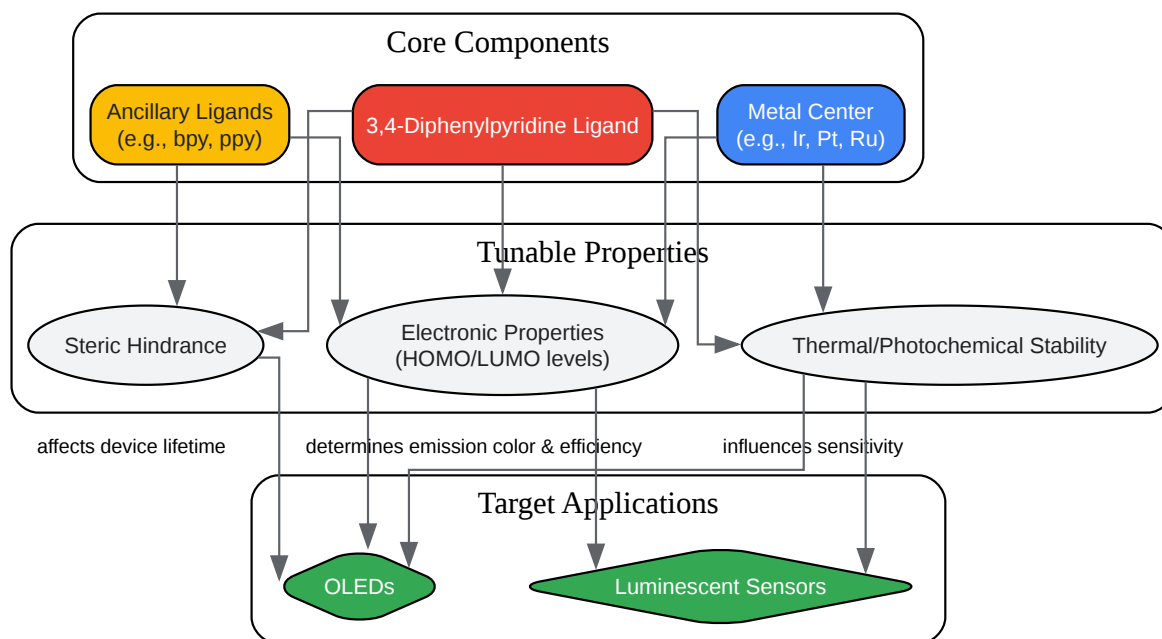 Core Components
Ancillary Ligands
(e.g., bpy, ppy)
3,4-Diphenylpyridine Ligand
Metal Center
(e.g., Ir, Pt, Ru)
Tunable Properties
Steric Hindrance
Electronic Properties
(HOMO/LUMO levels)
Thermal/Photochemical Stability
affects device lifetime
determines emission color & efficiency
influences sensitivity
Target Applications
OLEDs
Luminescent Sensors